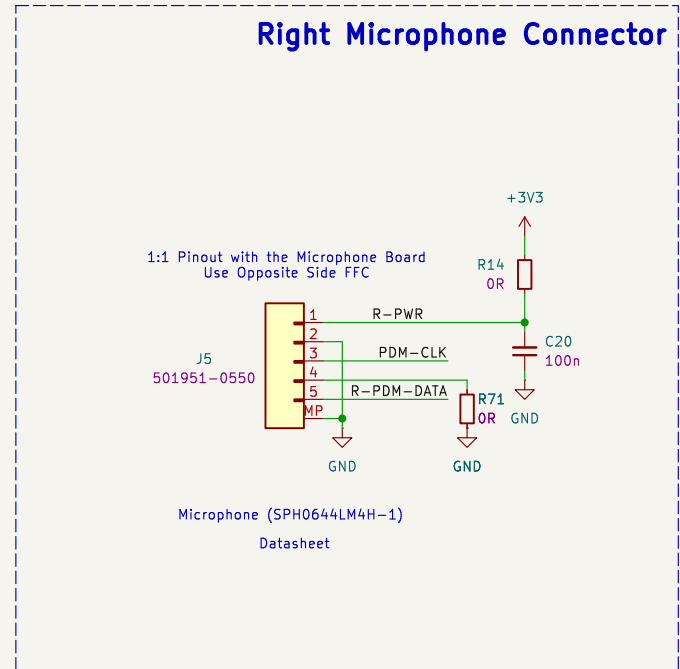 Right Microphone Connector
+3V3
1:1 Pinout with the Microphone Board
Use Opposite Side FFC
R14
0R
1
R-PWR
2
C20
100n
J5
501951-0550
3
PDM-CLK
4
5
R-PDM-DATA
R71
0R
MP
GND
GND
GND
Microphone (SPH0644LM4H-1)
Datasheet